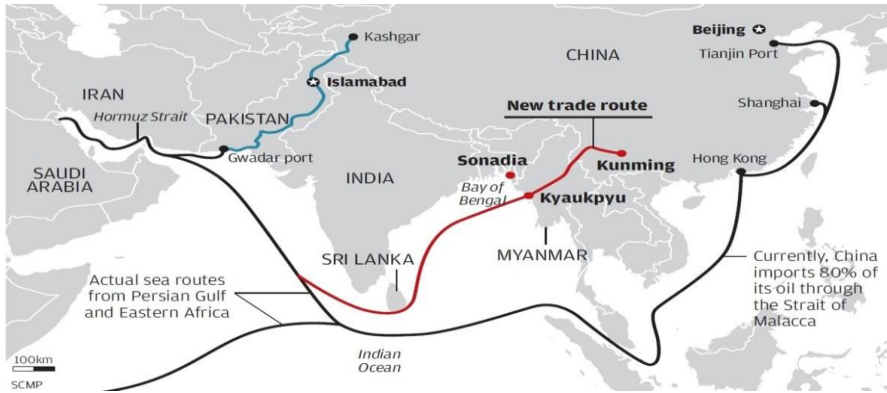 Beijing
Kashgar
Tianjin Port
CHINA
Islamabad
IRAN
New trade route
Shanghai
Hormuz Strait
PAKISTAN
Gwadar port
Sonadia
Kunming
Hong Kong
SAUDI
ARABIA
INDIA
Bay of
Bengal
Kyaukpyu
SRI LANKA
MYANMAR
Currently, China
imports 80% of
its oil through
the Strait of
Malacca
Actual sea routes
from Persian Gulf
and Eastern Africa
Indian
Ocean
100km
SCMP